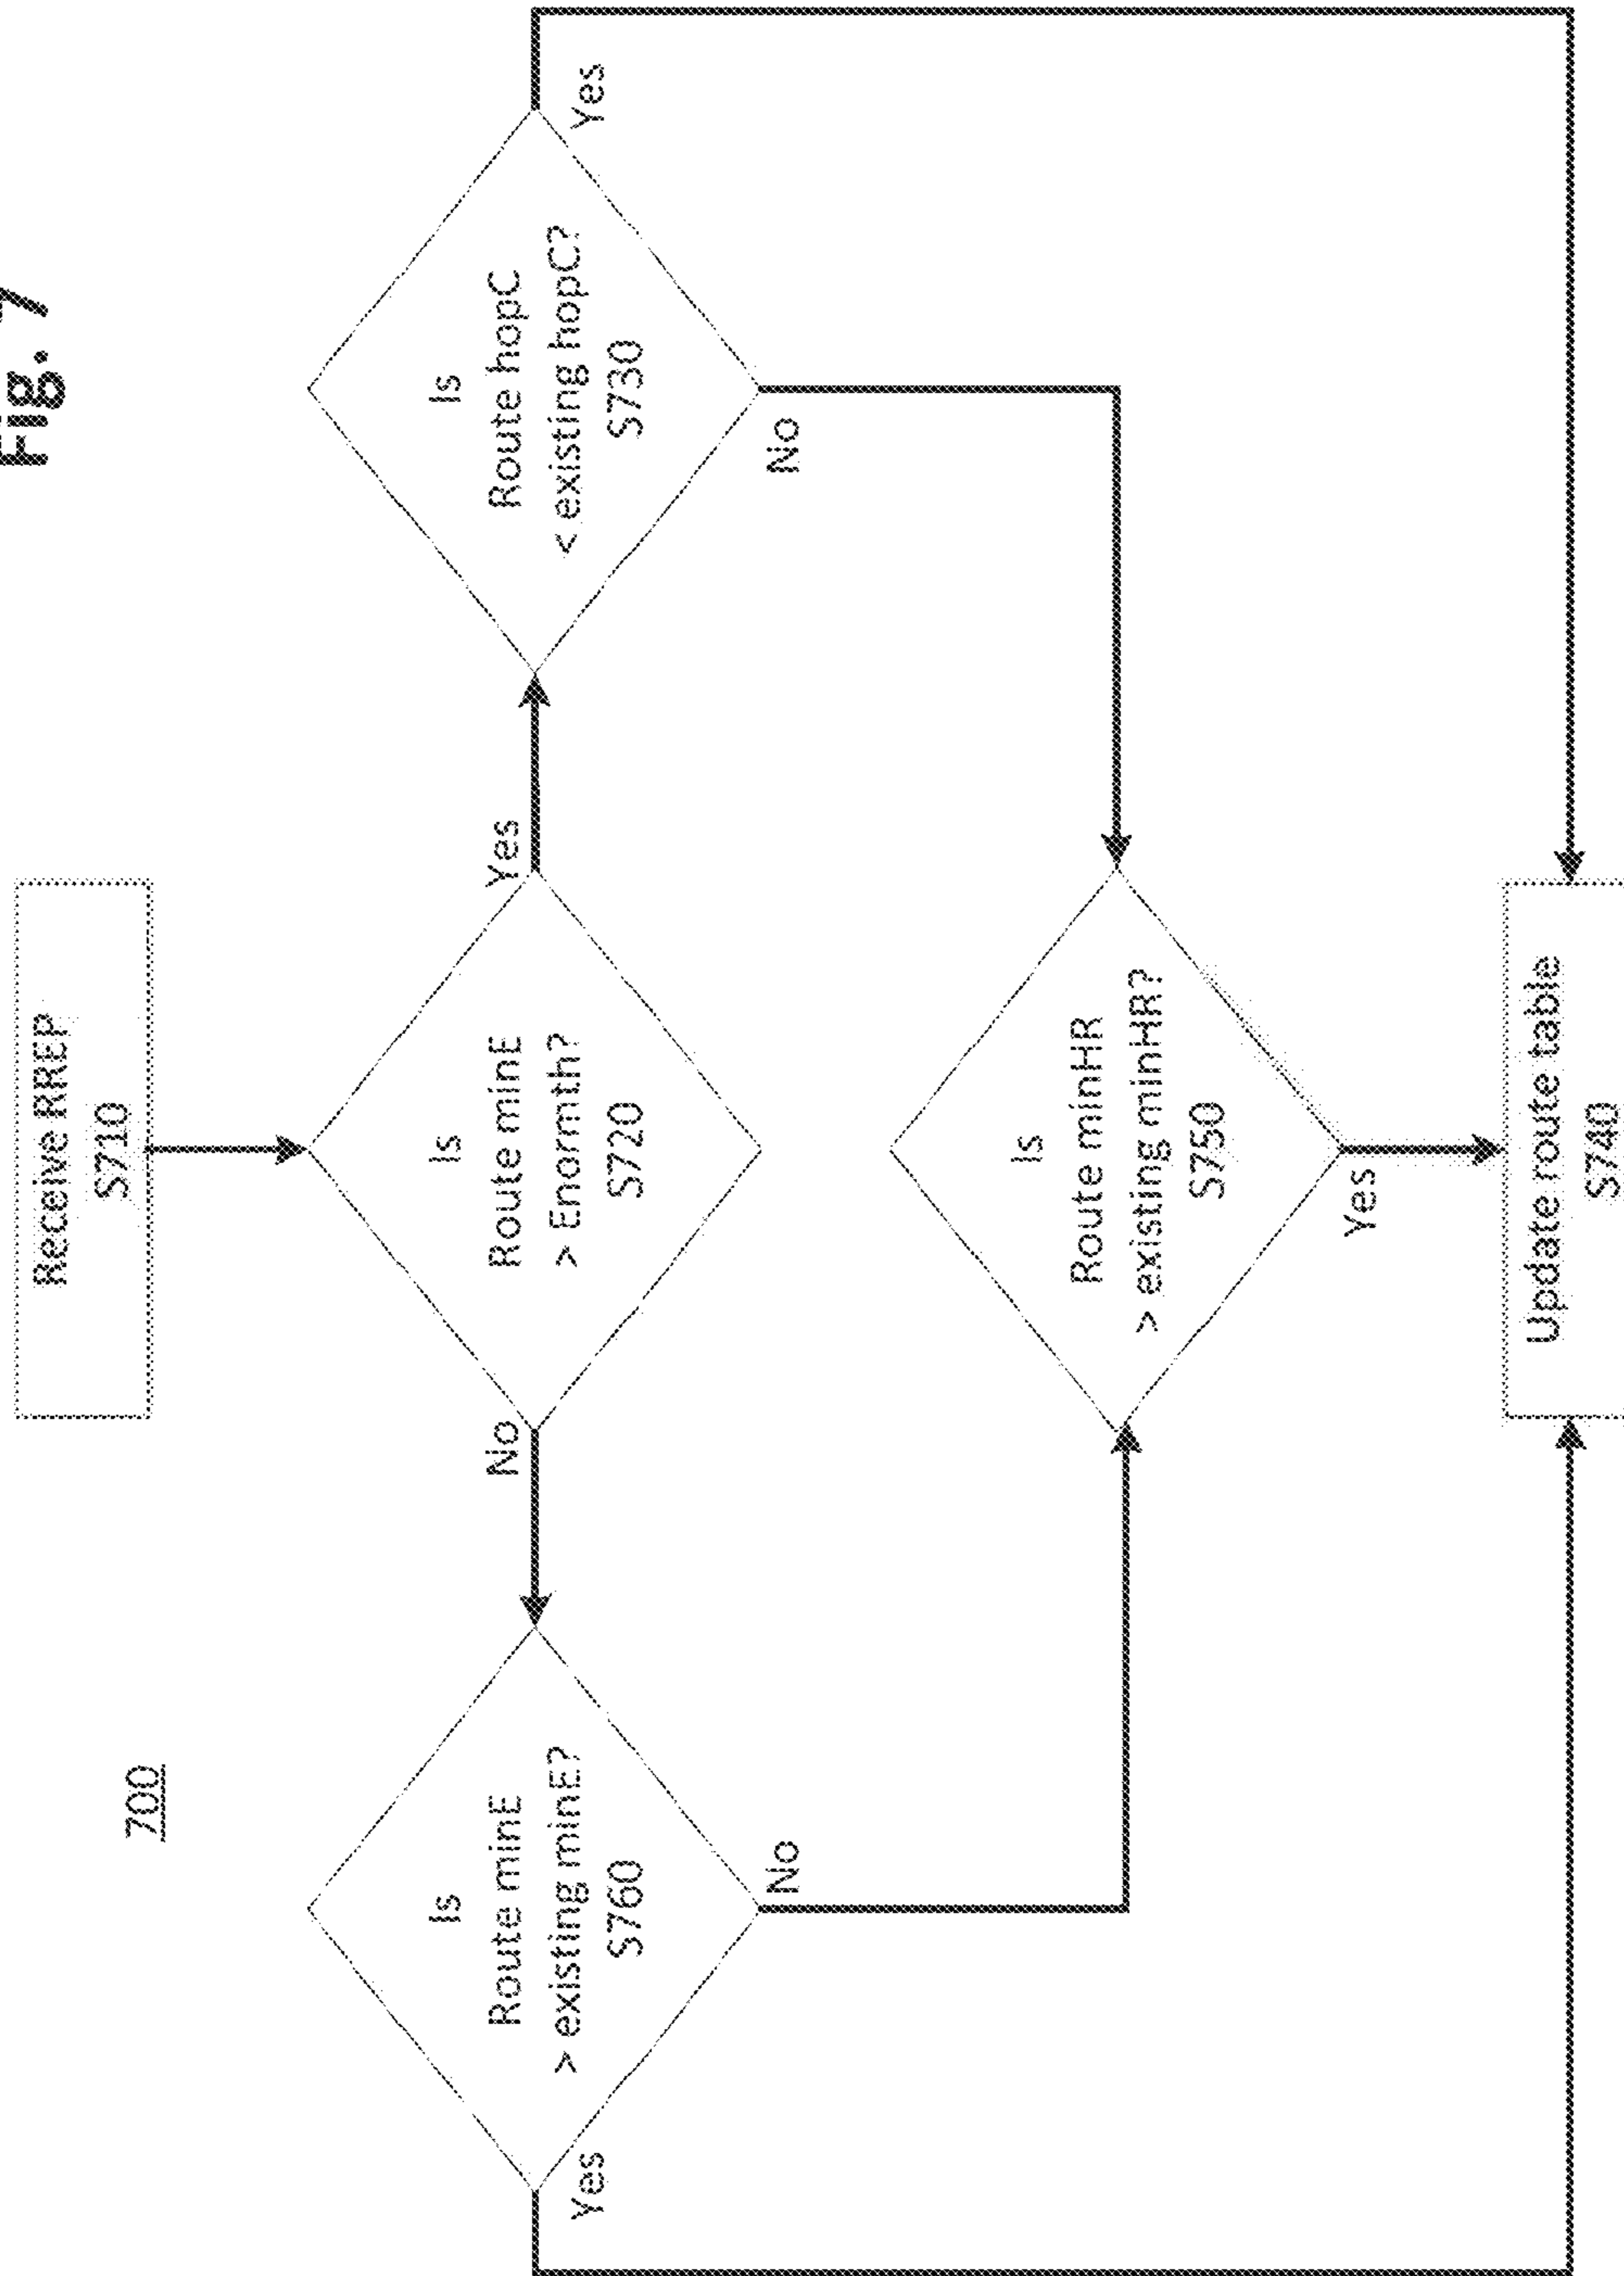 Fig. 7
700
Receive RREP
S710
Is
Route minE
> Enormth?
S720
Yes
No
Is
Route hopC
< existing hopC?
S730
Yes
No
Is
Route minE
> existing minE?
S760
Yes
No
Is
Route minHR
> existing minHR?
S750
Yes
Update route table
S740